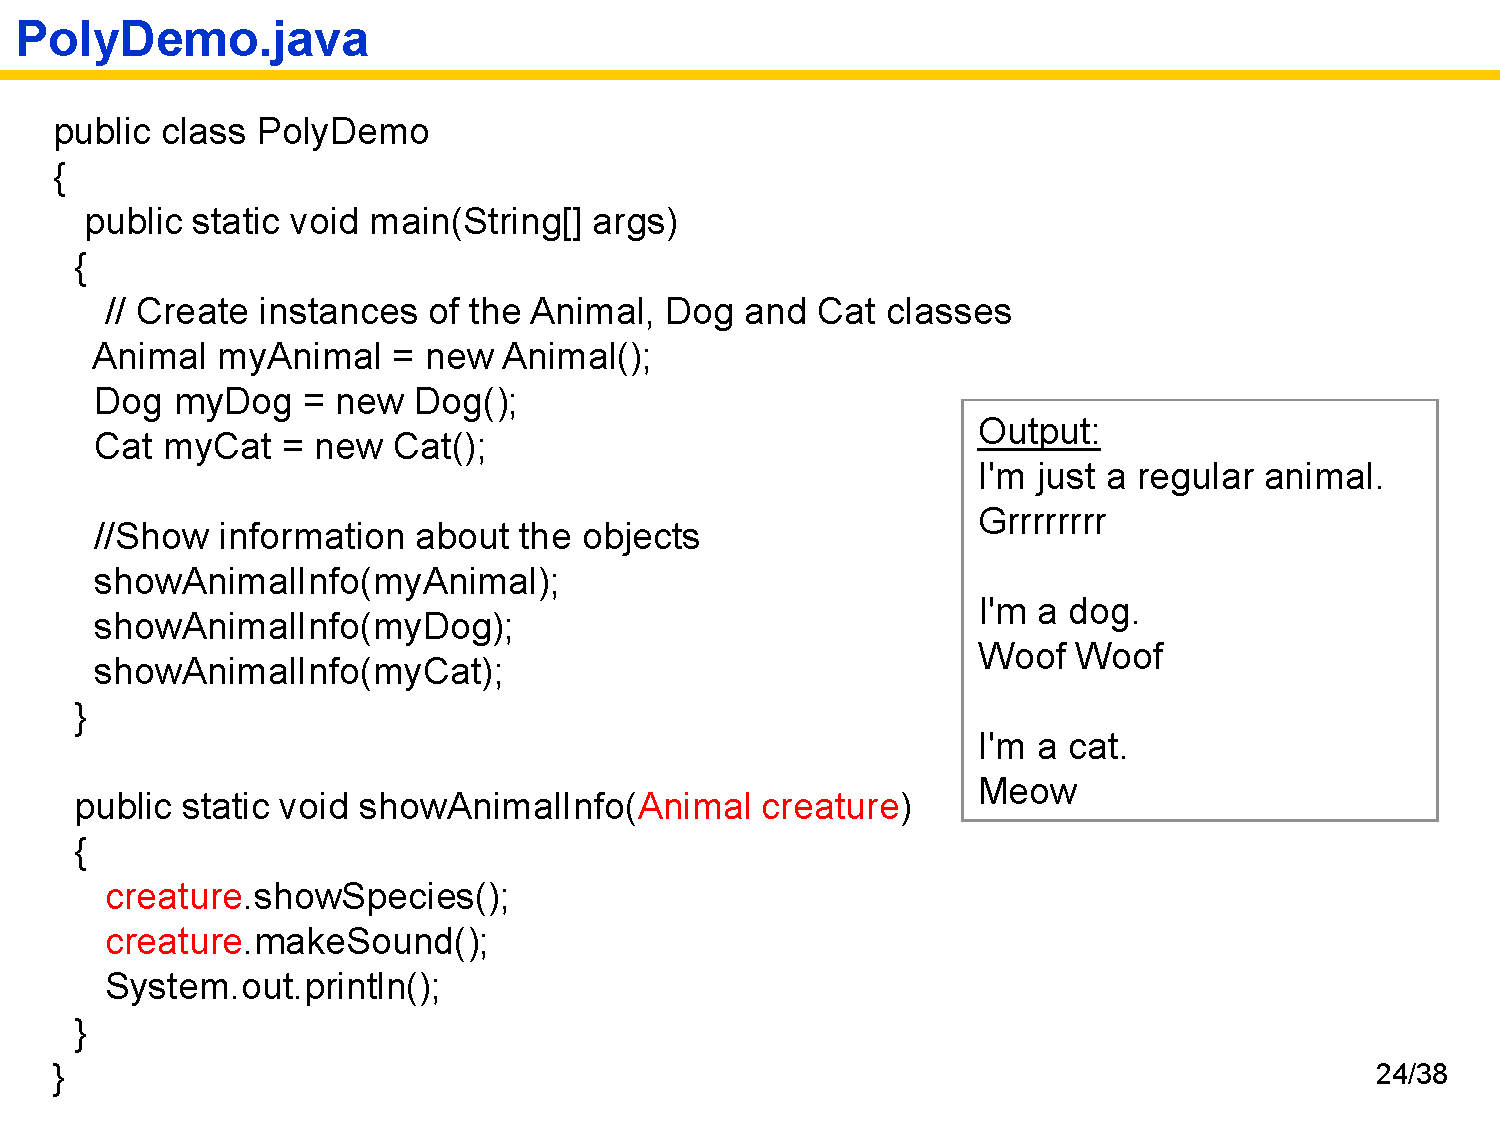 PolyDemo.java
public class PolyDemo
{
public static void main(String[] args)
{
// Create instances of the Animal, Dog and Cat classes
Animal myAnimal = new Animal();
Dog myDog = new Dog();
Cat myCat = new Cat();
//Show information about the objects
showAnimalInfo(myAnimal);
showAnimalInfo(myDog);
showAnimalInfo(myCat);
}
public static void showAnimalInfo(Animal creature)
{
creature.showSpecies();
creature.makeSound();
System.out.println();
}
}
Output:
I'm just a regular animal.
Grrrrrrrrr
I'm a dog.
Woof Woof
I'm a cat.
Meow
24/38